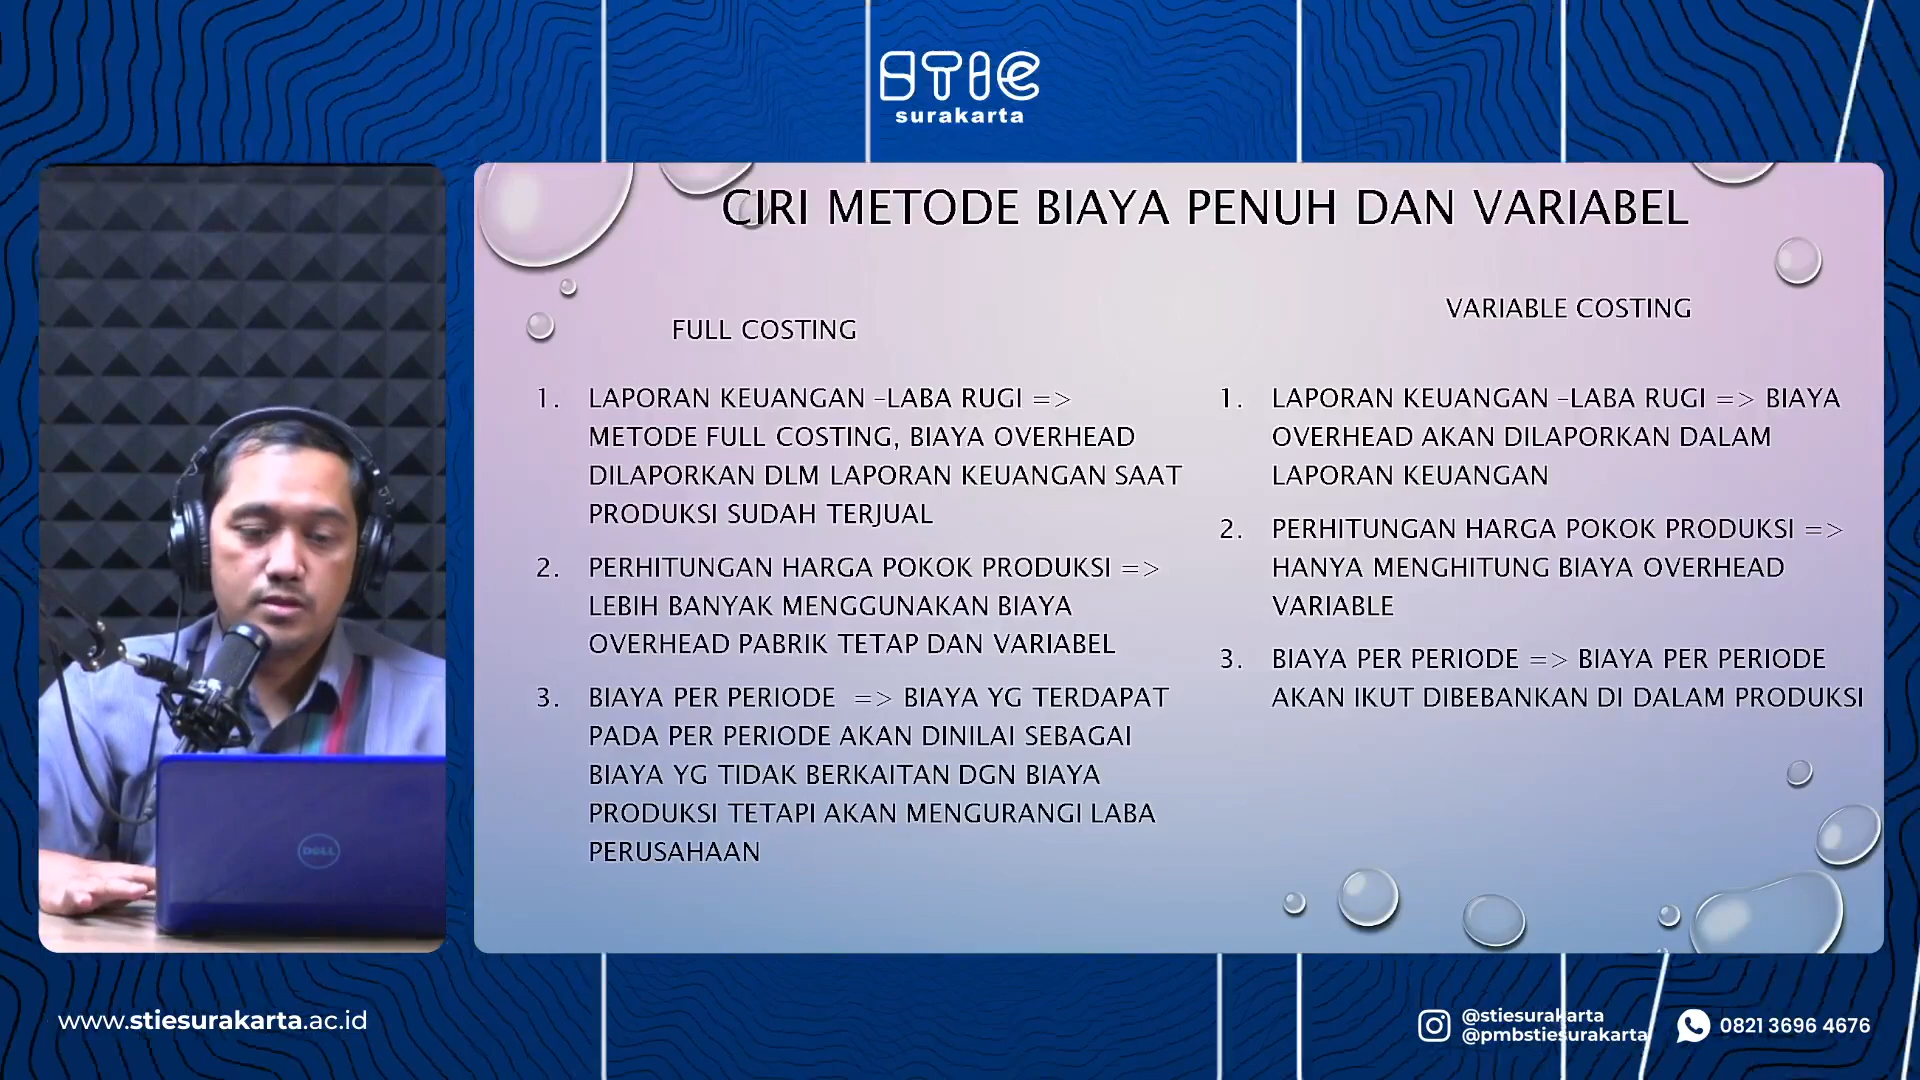 STIE
surakarta
CIRI METODE BIAYA PENUH DAN VARIABEL
FULL COSTING
1. LAPORAN KEUANGAN –LABA RUGI =>
METODE FULL COSTING, BIAYA OVERHEAD
DILAPORKAN DLM LAPORAN KEUANGAN SAAT
PRODUKSI SUDAH TERJUAL
2. PERHITUNGAN HARGA POKOK PRODUKSI =>
LEBIH BANYAK MENGGUNAKAN BIAYA
OVERHEAD PABRIK TETAP DAN VARIABEL
3. BIAYA PER PERIODE => BIAYA YG TERDAPAT
PADA PER PERIODE AKAN DINILAI SEBAGAI
BIAYA YG TIDAK BERKAITAN DGN BIAYA
PRODUKSI TETAPI AKAN MENGURANGI LABA
PERUSAHAAN
VARIABLE COSTING
1. LAPORAN KEUANGAN –LABA RUGI => BIAYA
OVERHEAD AKAN DILAPORKAN DALAM
LAPORAN KEUANGAN
2. PERHITUNGAN HARGA POKOK PRODUKSI =>
HANYA MENGHITUNG BIAYA OVERHEAD
VARIABLE
3. BIAYA PER PERIODE => BIAYA PER PERIODE
AKAN IKUT DIBEBANKAN DI DALAM PRODUKSI
DELL
www.stiesurakarta.ac.id
@stiesurakarta
@pmbstiesurakarta
0821 3696 4676